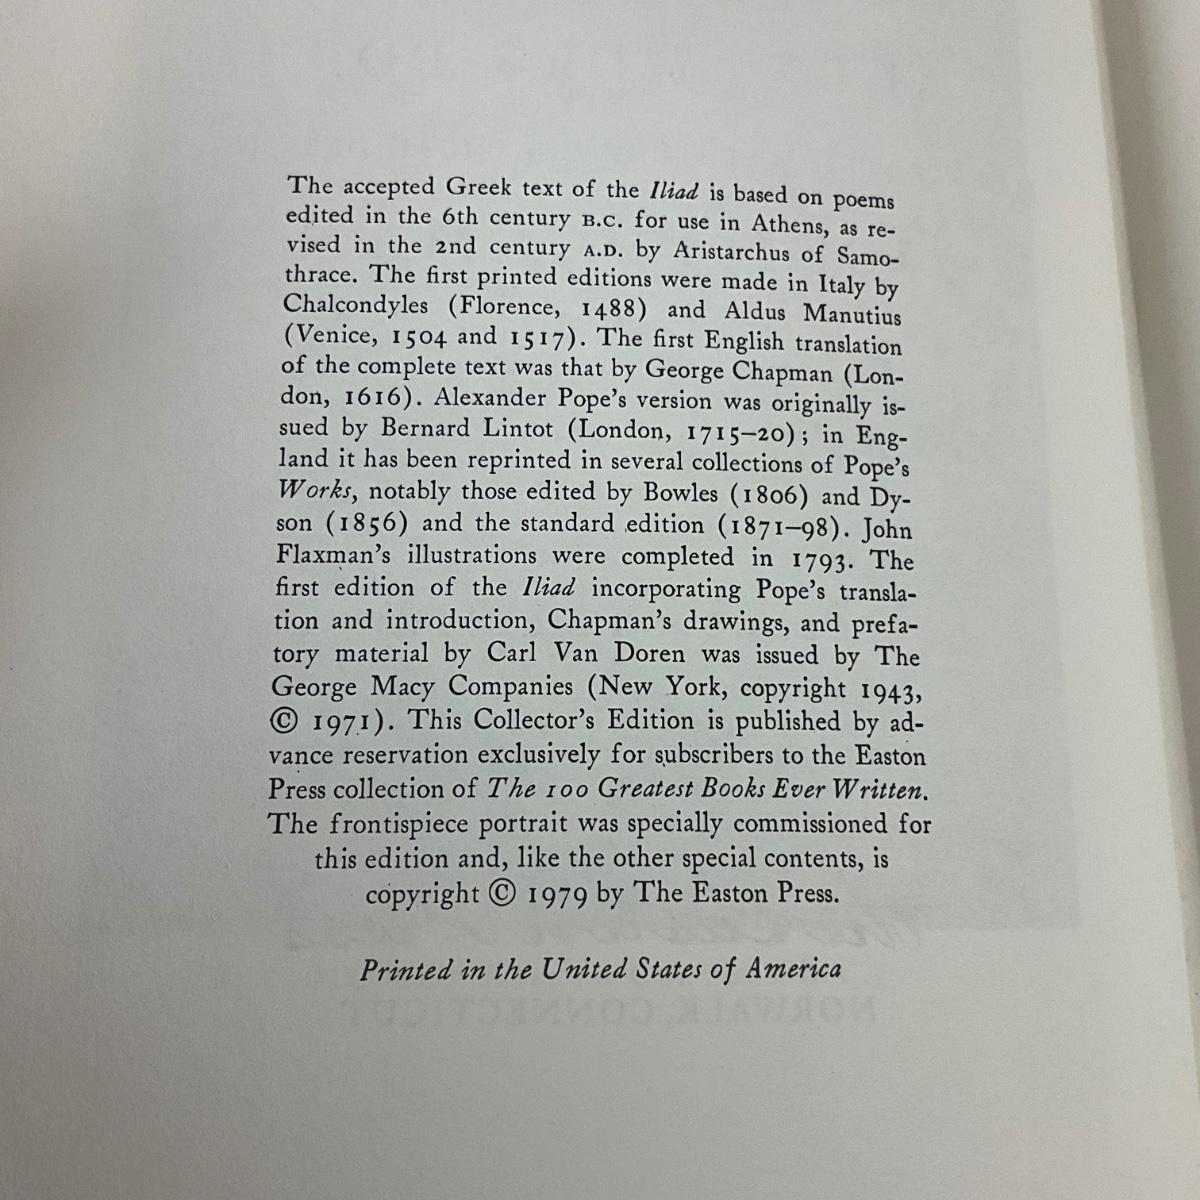 The accepted Greek text of the Iliad is based on poems
edited in the 6th century B.C. for use in Athens, as re-
vised in the 2nd century A.D. by Aristarchus of Samo-
thrace. The first printed editions were made in Italy by
Chalcondyles (Florence, 1488) and Aldus Manutius
(Venice, 1504 and 1517). The first English translation
of the complete text was that by George Chapman (Lon-
don, 1616). Alexander Pope's version was originally is-
sued by Bernard Lintot (London, 1715–20); in Eng-
land it has been reprinted in several collections of Pope's
Works, notably those edited by Bowles (1806) and Dy-
son (1856) and the standard edition (1871–98). John
Flaxman's illustrations were completed in 1793. The
first edition of the Iliad incorporating Pope's transla-
tion and introduction, Chapman's drawings, and prefa-
tory material by Carl Van Doren was issued by The
George Macy Companies (New York, copyright 1943,
© 1971). This Collector's Edition is published by ad-
vance reservation exclusively for subscribers to the Easton
Press collection of The 100 Greatest Books Ever Written.
The frontispiece portrait was specially commissioned for
this edition and, like the other special contents, is
copyright © 1979 by The Easton Press.
Printed in the United States of America
NORWALK CONNECTICUT